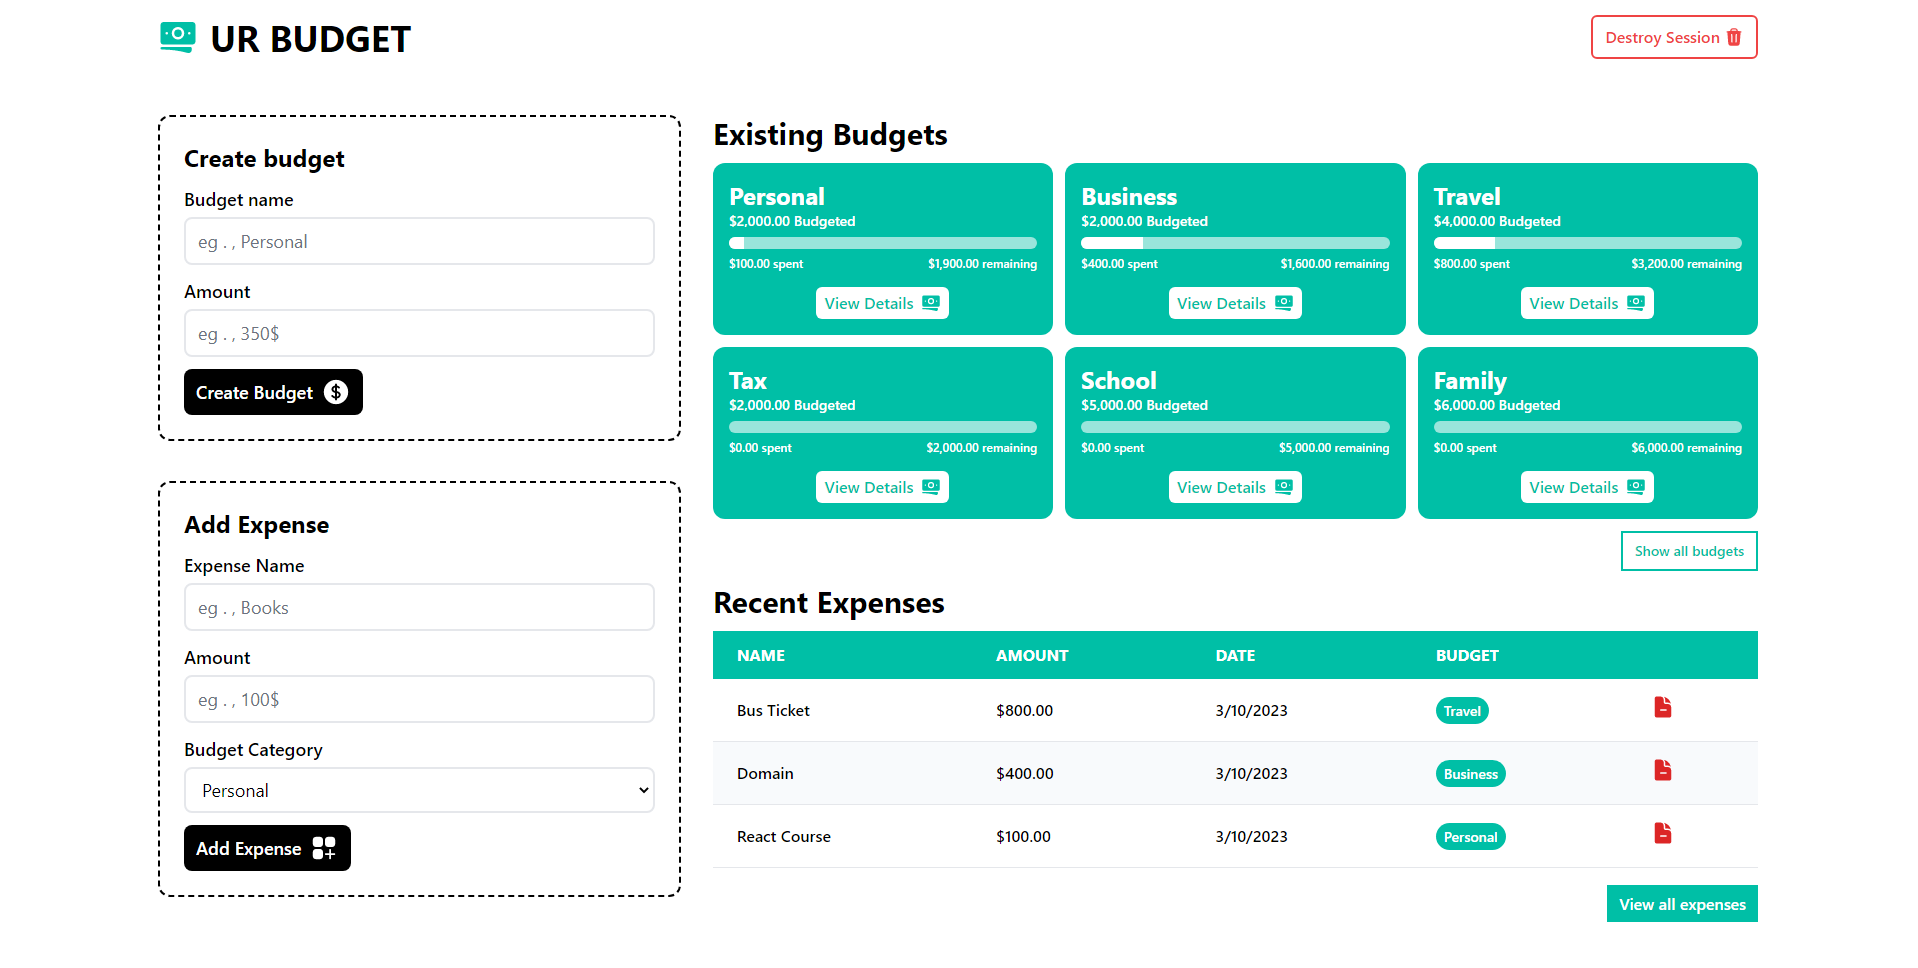 UR BUDGET
Destroy Session
Create budget
Budget name
eg . , Personal
Amount
eg . , 350$
Create Budget
Add Expense
Expense Name
eg . , Books
Amount
eg . , 100$
Budget Category
Personal
Add Expense
Existing Budgets
Personal
$2,000.00 Budgeted
$100.00 spent $1,900.00 remaining
View Details
Business
$2,000.00 Budgeted
$400.00 spent $1,600.00 remaining
View Details
Travel
$4,000.00 Budgeted
$800.00 spent $3,200.00 remaining
View Details
Tax
$2,000.00 Budgeted
$0.00 spent $2,000.00 remaining
View Details
School
$5,000.00 Budgeted
$0.00 spent $5,000.00 remaining
View Details
Family
$6,000.00 Budgeted
$0.00 spent $6,000.00 remaining
View Details
Show all budgets
Recent Expenses
NAME AMOUNT DATE BUDGET
Bus Ticket $800.00 3/10/2023 Travel
Domain $400.00 3/10/2023 Business
React Course $100.00 3/10/2023 Personal
View all expenses